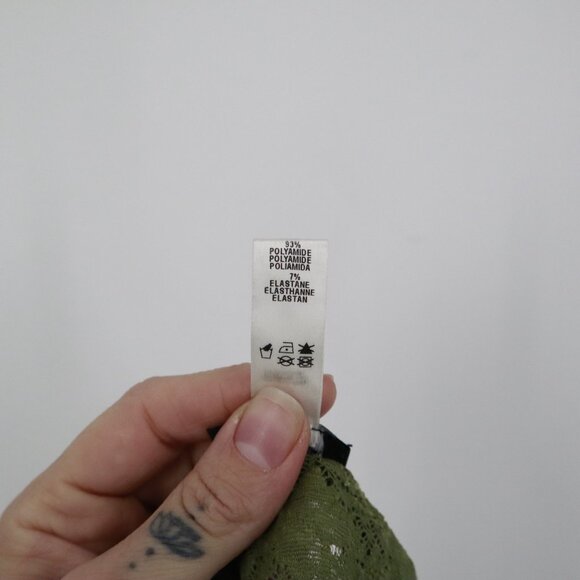 93%
POLYAMIDE
POLYAMIDE
POLIAMIDA
7%
ELASTANE
ELASTHANNE
ELASTAN